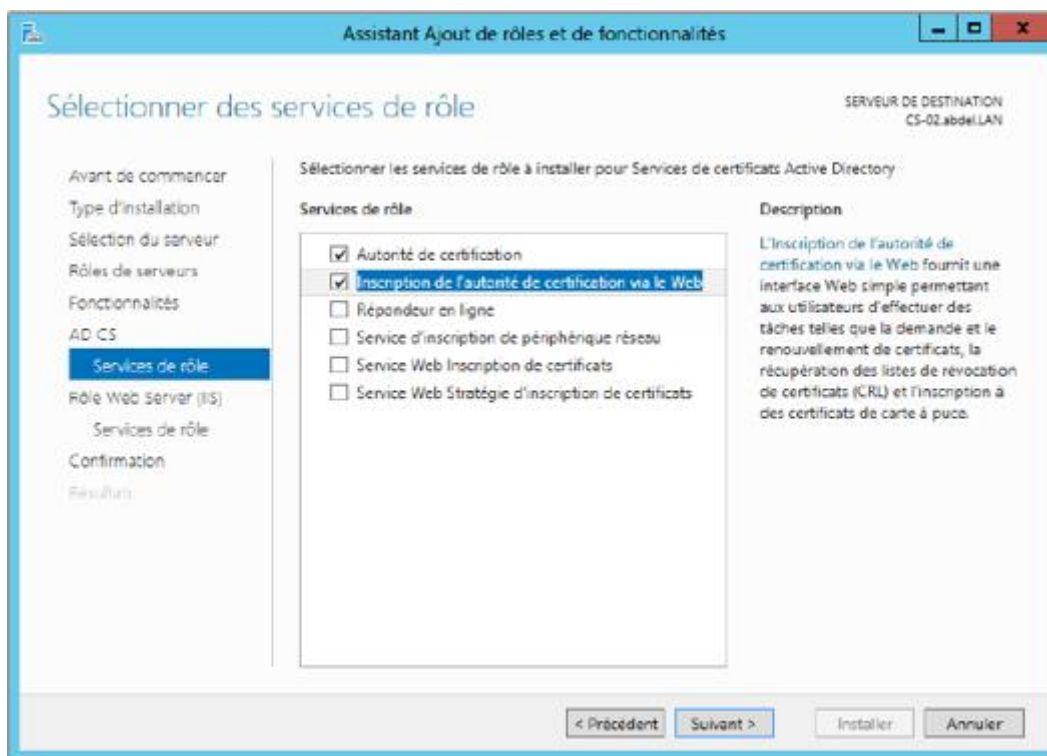 Assistant Ajout de rôles et de fonctionnalités
Sélectionner des services de rôle
SERVEUR DE DESTINATION
CS-02.abdel.LAN
Avant de commencer
Type d'installation
Sélection du serveur
Rôles de serveurs
Fonctionnalités
AD CS
Services de rôle
Rôle Web Server (IIS)
Services de rôle
Confirmation
Résultats
Sélectionner les services de rôle à installer pour Services de certificats Active Directory
Services de rôle
Autorité de certification
Inscription de l'autorité de certification via le Web
Répondeur en ligne
Service d'inscription de périphérique réseau
Service Web Inscription de certificats
Service Web Stratégie d'inscription de certificats
Description
L'Inscription de l'autorité de
certification via le Web fournit une
interface Web simple permettant
aux utilisateurs d'effectuer des
tâches telles que la demande et le
renouvellement de certificats, la
récupération des listes de révocation
de certificats (CRL) et l'inscription à
des certificats de carte à puce.
< Précédent
Suivant >
Installer
Annuler